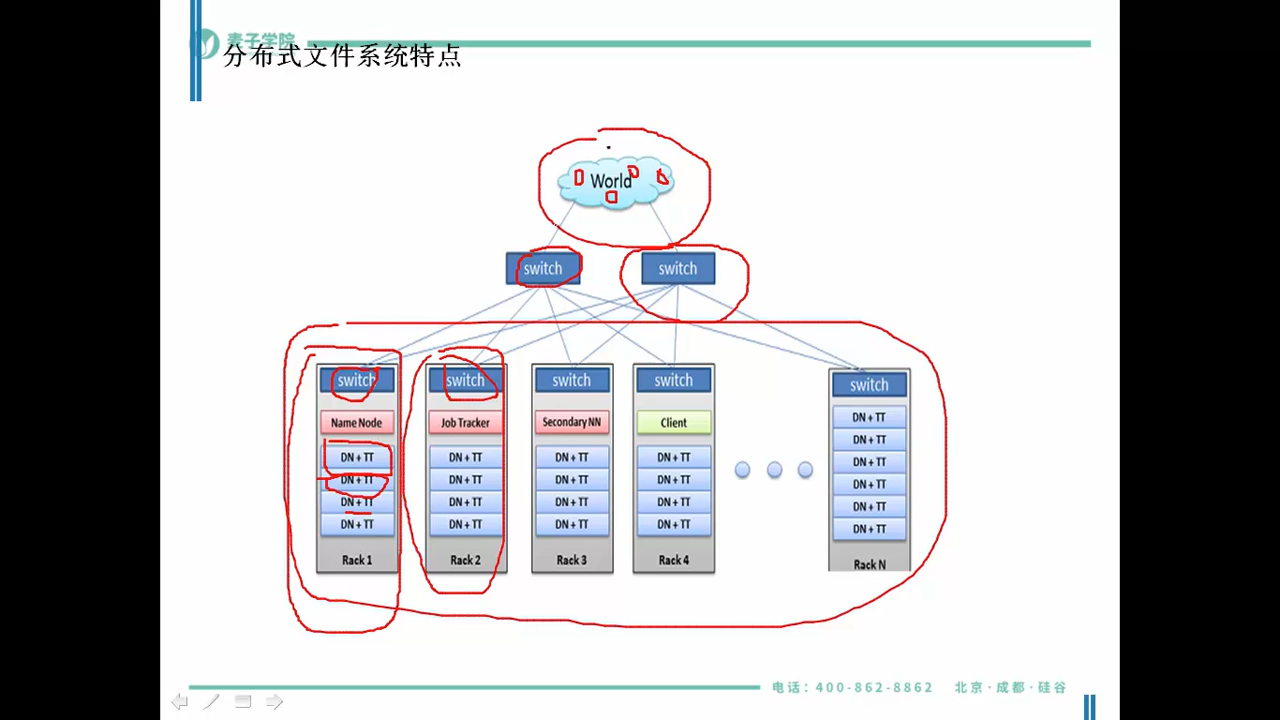 麦子学院
分布式文件系统特点
World
switch switch
switch switch switch switch switch
Name Node Job Tracker Secondary NN Client DN + TT
DN + TT DN + TT DN + TT DN + TT DN + TT
DN + TT DN + TT DN + TT DN + TT DN + TT
DN + TT DN + TT DN + TT DN + TT DN + TT
DN + TT DN + TT DN + TT DN + TT DN + TT
DN + TT
Rack 1 Rack 2 Rack 3 Rack 4 Rack N
电话：400-862-8862 北京·成都·硅谷